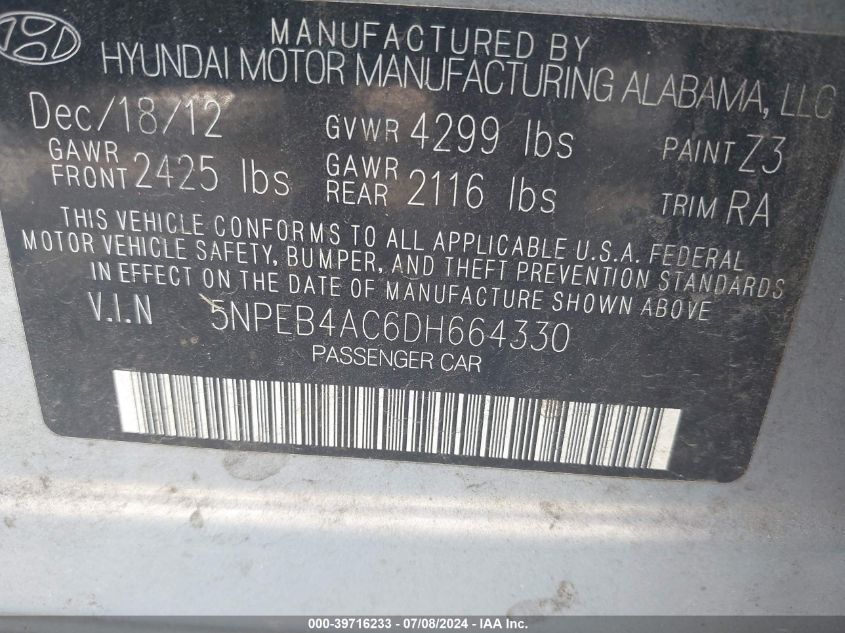 MANUFACTURED BY
HYUNDAI MOTOR MANUFACTURING ALABAMA, LLC
Dec/18/12 GVWR 4299 lbs PAINT Z3
GAWR FRONT 2425 lbs GAWR REAR 2116 lbs TRIM RA
THIS VEHICLE CONFORMS TO ALL APPLICABLE U.S.A. FEDERAL
MOTOR VEHICLE SAFETY, BUMPER, AND THEFT PREVENTION STANDARDS
IN EFFECT ON THE DATE OF MANUFACTURE SHOWN ABOVE
V.I.N 5NPEB4AC6DH664330
PASSENGER CAR
000-39716233 - 07/08/2024 - IAA Inc.